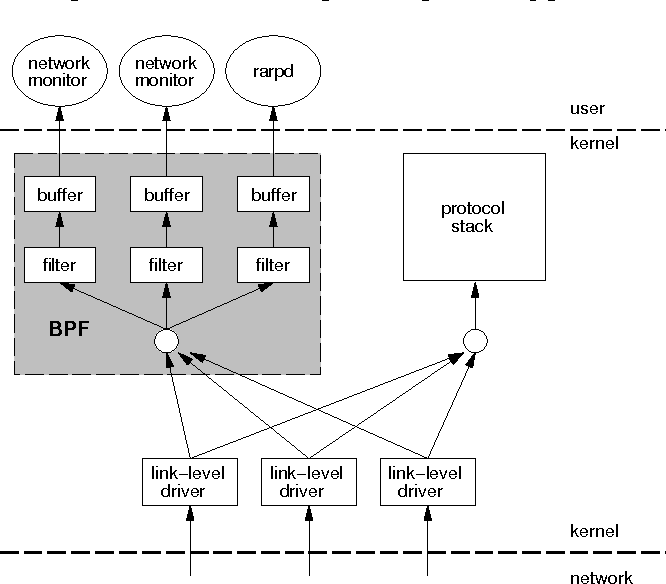 network
monitor
network
monitor
rarpd
user
kernel
buffer
buffer
buffer
protocol
stack
filter
filter
filter
BPF
link-level
driver
link-level
driver
link-level
driver
kernel
network